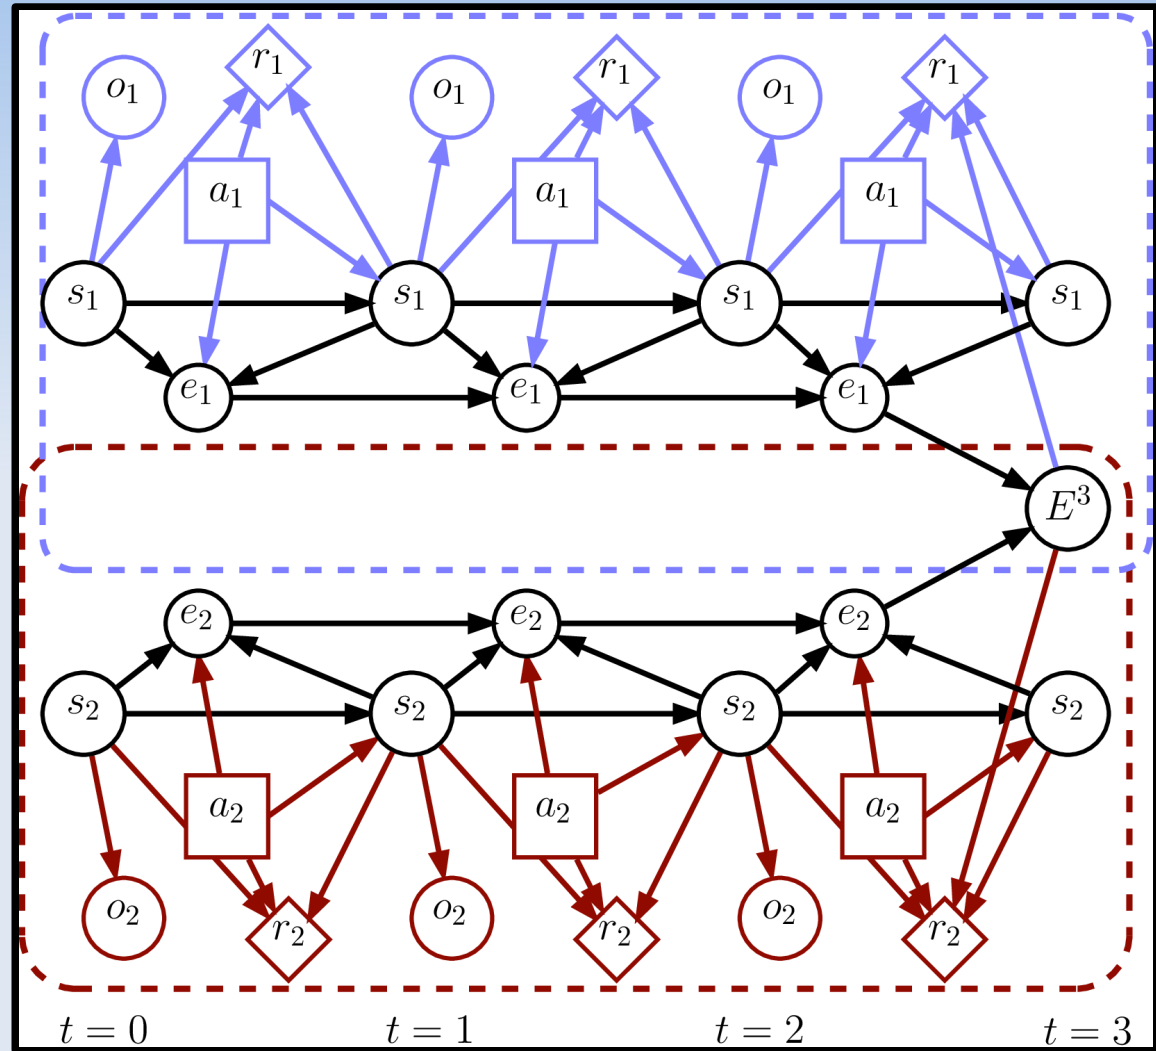 r₁ r₁ r₁
o₁ o₁ o₁
a₁ a₁ a₁
s₁ s₁ s₁ s₁
e₁ e₁ e₁
E³
e₂ e₂ e₂
s₂ s₂ s₂ s₂
a₂ a₂ a₂
o₂ o₂ o₂
r₂ r₂ r₂
t = 0 t = 1 t = 2 t = 3